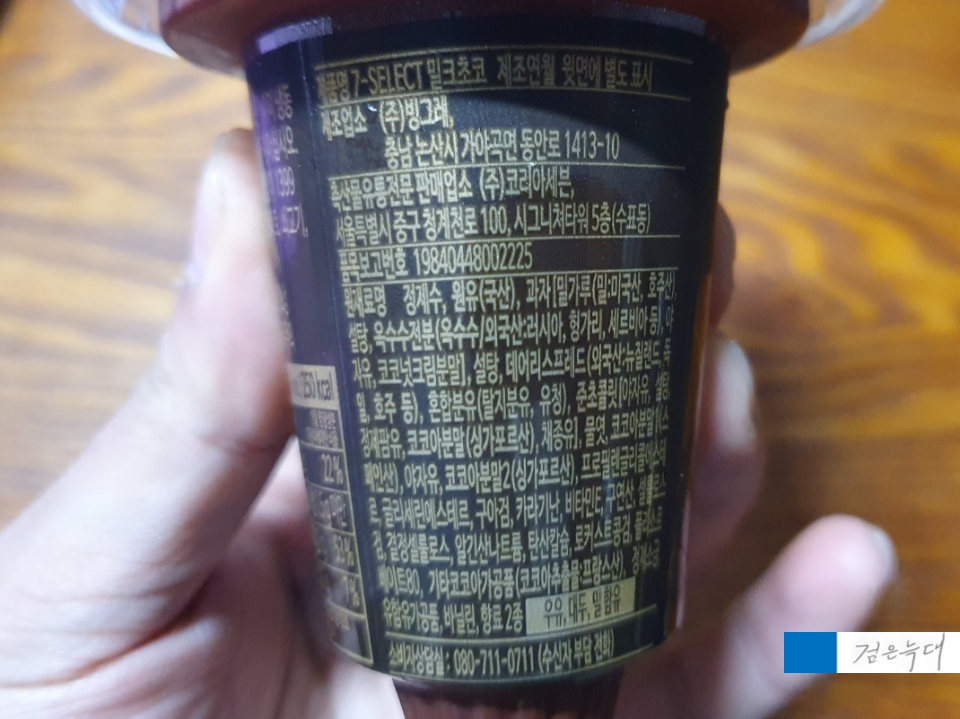 제품명 7-SELECT 밀크초코 제조연월 윗면에 별도 표시
제조업소 (주)빙그레,
충남 논산시 가야곡면 동안로 1413-10
축산물유통전문 판매업소 (주)코리아세븐,
서울특별시 중구 청계천로 100, 시그니쳐타워 5층(수표동)
품목보고번호 19840448002225
원재료명 정제수, 원유(국산), 과자[밀가루(밀:미국산, 호주산),
설탕, 옥수수전분(옥수수/외국산:러시아, 헝가리, 세르비아 등), 야
자유, 코코넛크림분말], 설탕, 데어리스프레드(외국산:뉴질랜드, 독
일, 호주 등), 혼합분유(탈지분유, 유청), 준초콜릿[야자유, 설탕,
정제팜유, 코코아분말(싱가포르산), 채종유], 물엿, 코코아분말1(스
페인산), 야자유, 코코아분말2(싱가포르산), 프로필렌글리콜에스테
르, 글리세린에스테르, 구아검, 카라기난, 비타민E, 구연산, 셀룰로스
검, 결정셀룰로스, 알긴산나트륨, 탄산칼슘, 로커스트콩검, 폴리소르
베이트80, 기타코코아가공품(코코아추출물:프랑스산), 정제소금,
유함유가공품, 바닐린, 향료 2종 우유, 대두, 밀 함유
소비자상담실 : 080-711-0711 (수신자 부담 전화)
1399
250 kcal
22%
검은늑대